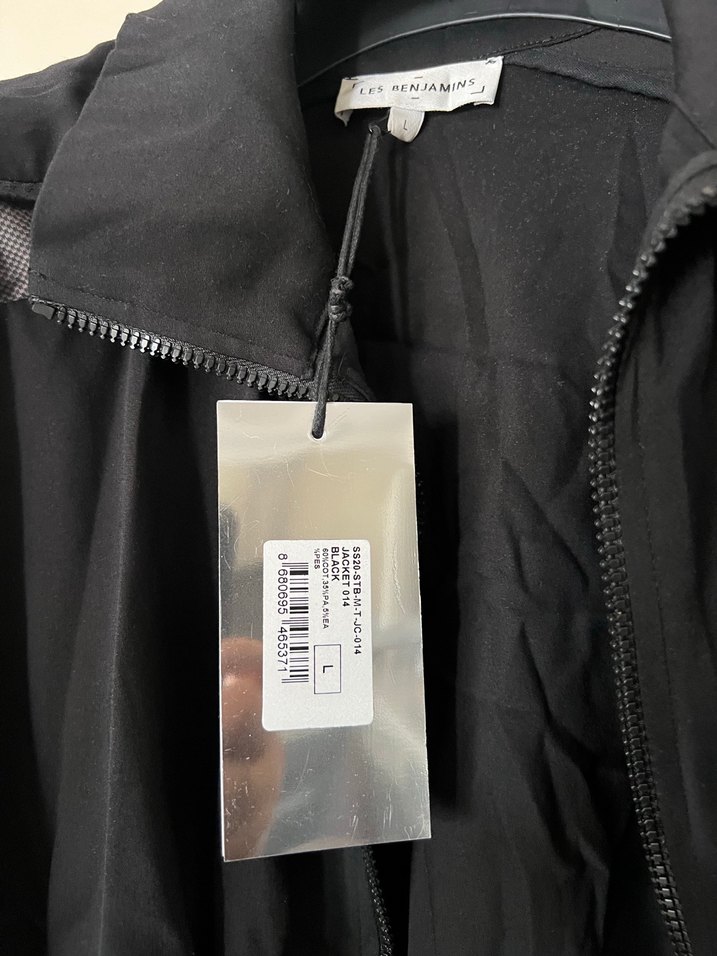 LES BENJAMINS
L
SS20-STB-M-T-JC-014
JACKET 014
BLACK
60%COT,35%PA,5%EA
%PES
L
8 680695 465371